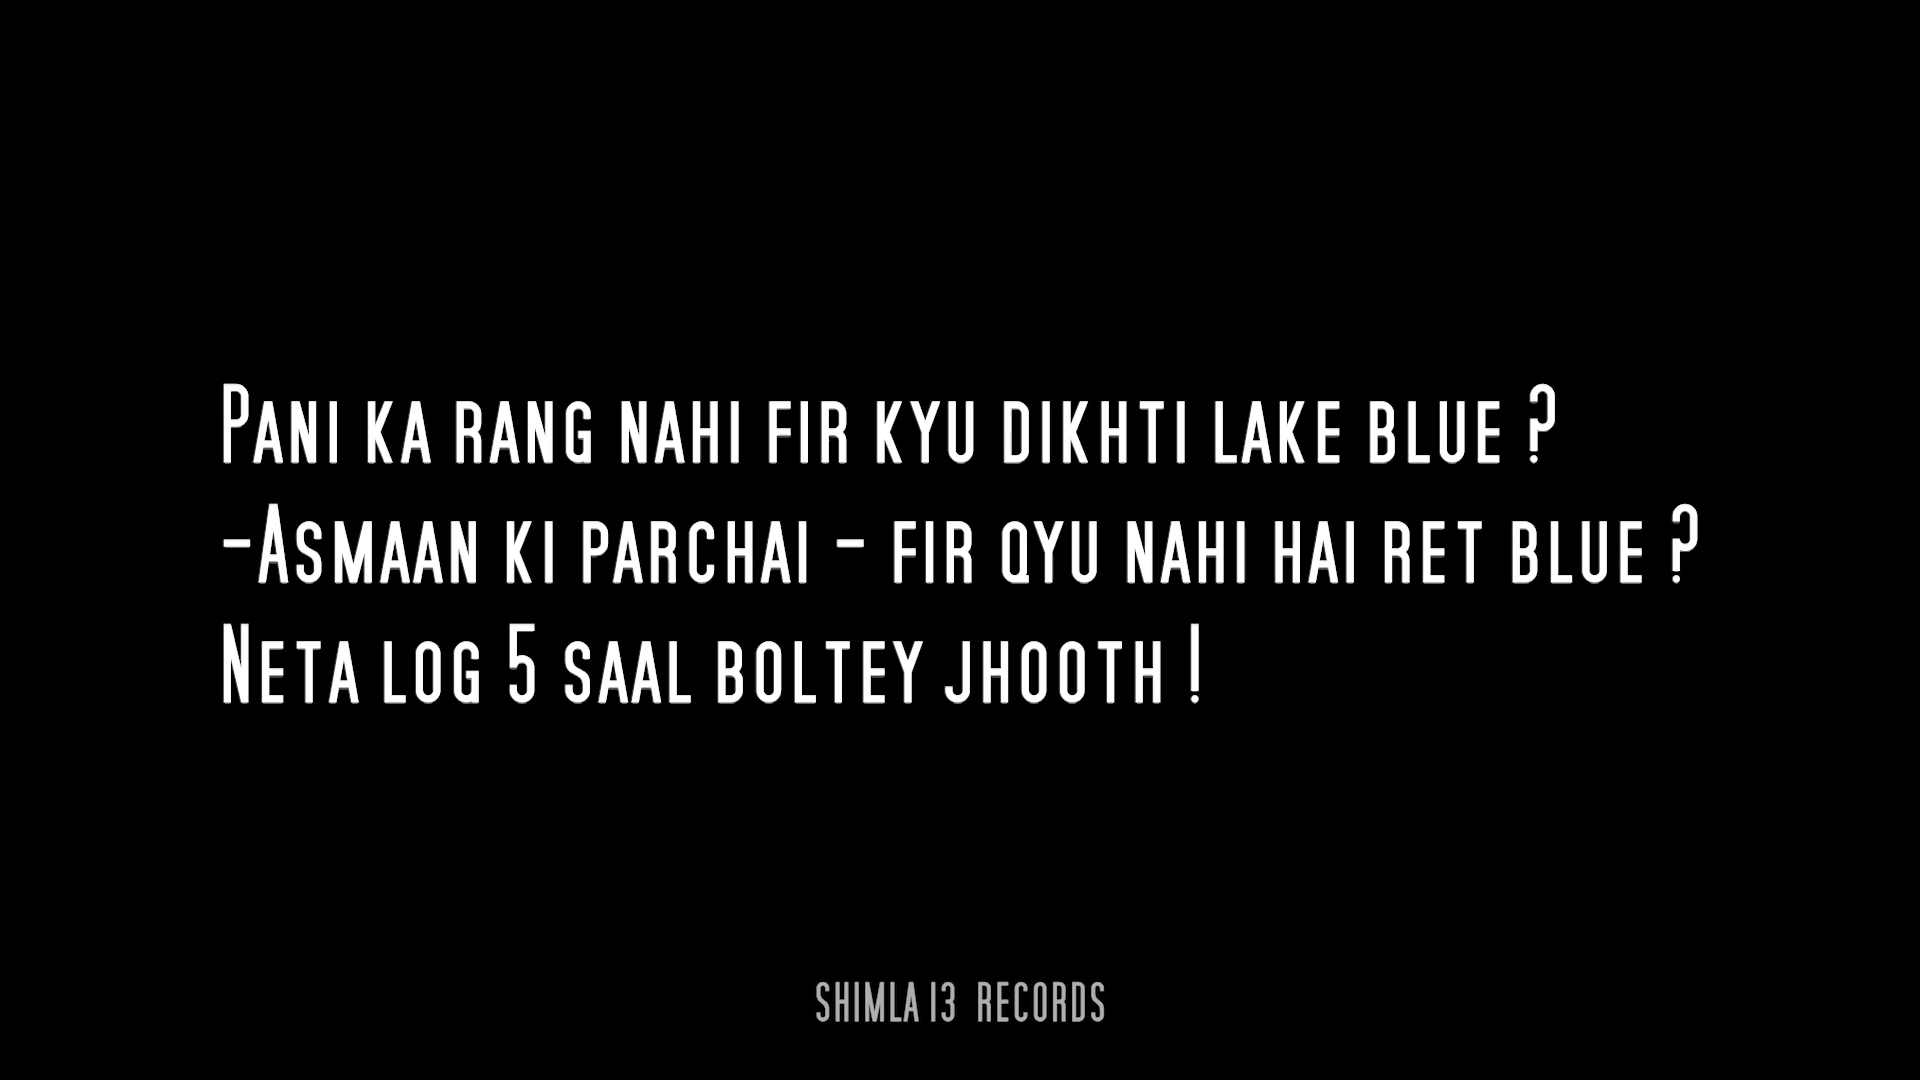 Pani ka rang nahi fir kyu dikhti lake blue ?
-Asmaan ki parchai - fir qyu nahi hai ret blue ?
Neta log 5 saal boltey jhooth !
SHIMLA 13 RECORDS